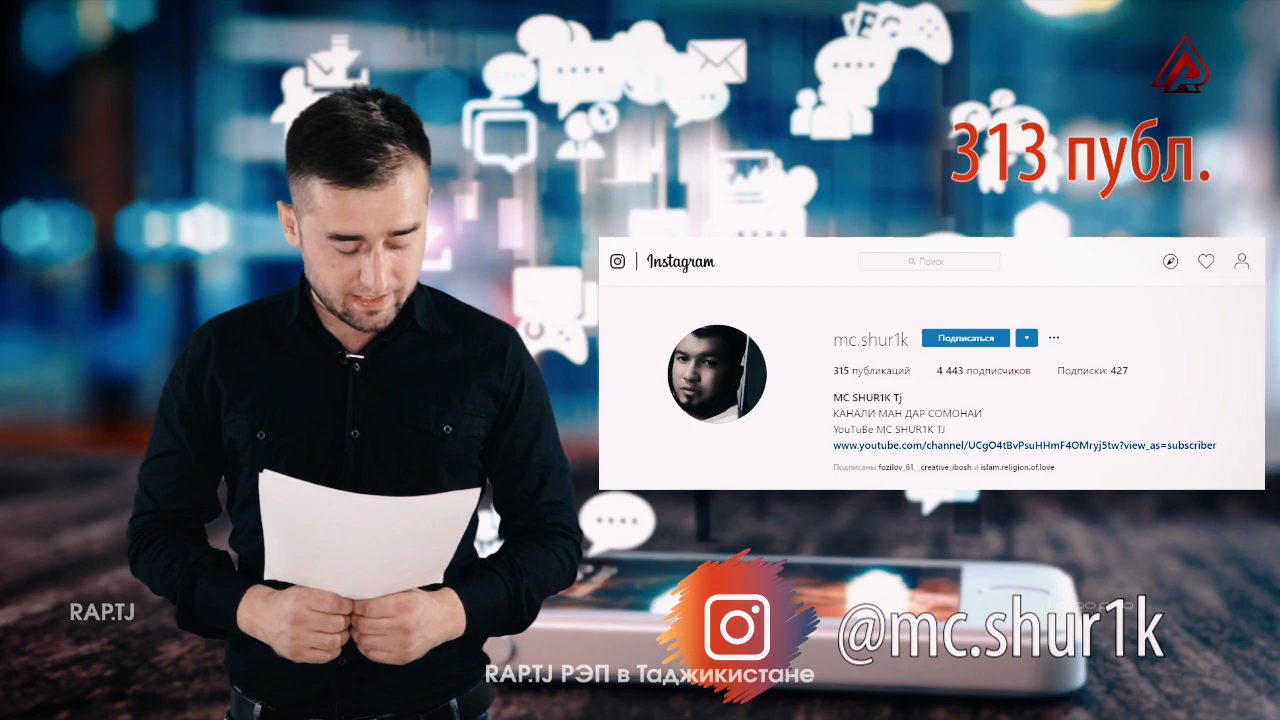 313 публ.
Instagram
Поиск
mc.shur1k Подписаться
315 публикаций 4 443 подписчиков Подписки: 427
MC SHUR1K Tj
КАНАЛИ МАН ДАР СОМОНАИ
YouTuBe MC SHUR1K TJ
www.youtube.com/channel/UCgO4tBvPsuHHmF4OMryj5tw?view_as=subscriber
Подписаны fozilov_61, _creative_ibosh и islam.religion.of.love
RAP.TJ
@mc.shur1k
RAP.TJ РЭП в Таджикистане